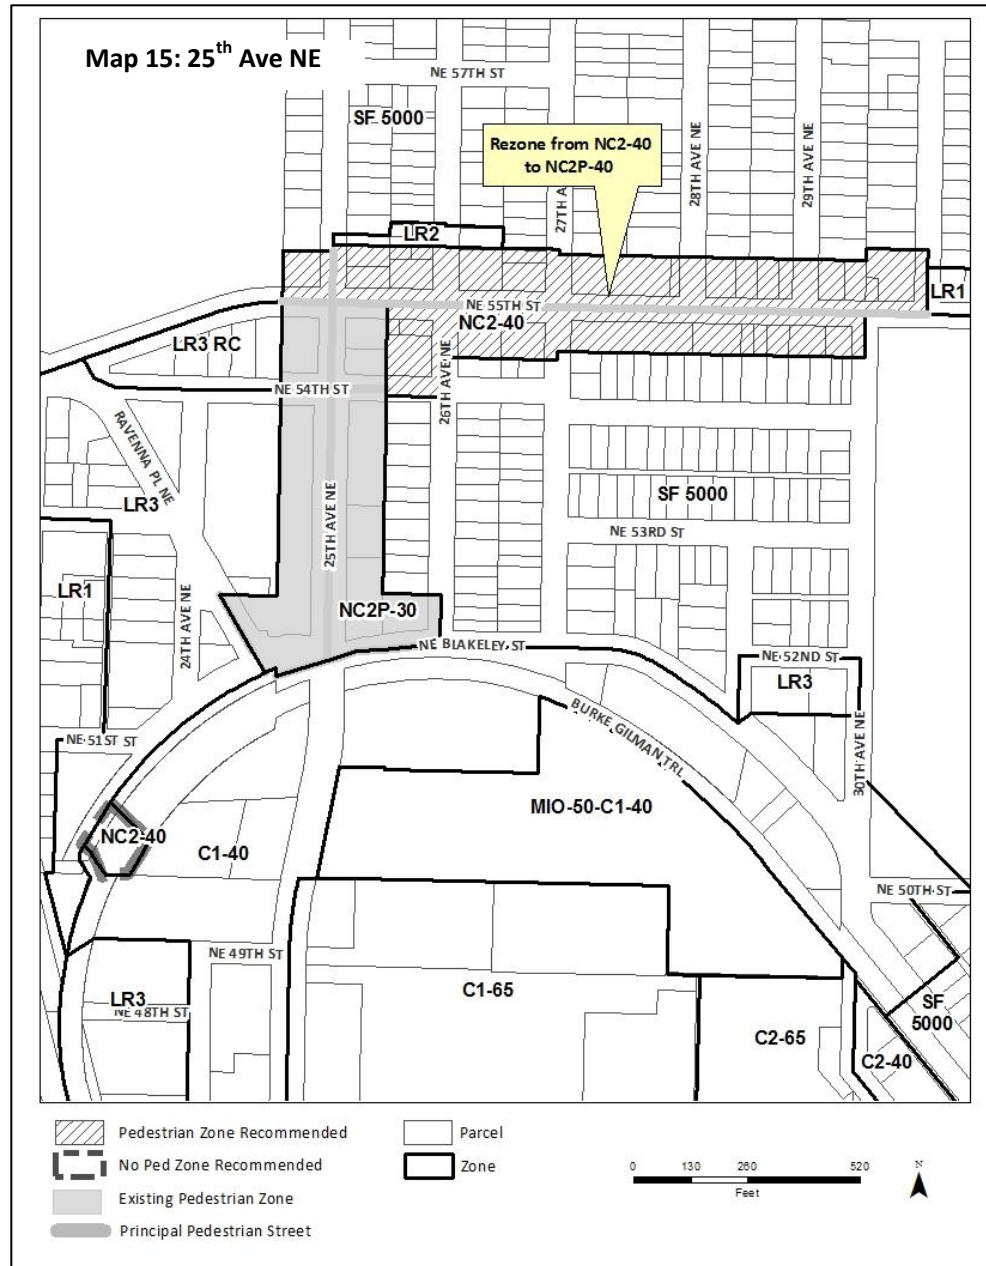 Map 15: 25th Ave NE
NE 57TH ST
SF 5000
Rezone from NC2-40
to NC2P-40
27TH A
28TH AVE NE
29TH AVE NE
LR2
LR1
NE 55TH ST
NC2-40
LR3 RC
NE 54TH ST
26TH AVE NE
RAVENNA PL NE
LR3
25TH AVE NE
SF 5000
NE 53RD ST
LR1
24TH AVE NE
NC2P-30
NE BLAKELEY ST
NE 52ND ST
LR3
30TH AVE NE
BURKE GILMAN TRL
NE 51ST ST
NC2-40
C1-40
MIO-50-C1-40
NE 50TH ST
NE 49TH ST
LR3
NE 48TH ST
C1-65
C2-65
SF
5000
C2-40
Pedestrian Zone Recommended
No Ped Zone Recommended
Existing Pedestrian Zone
Principal Pedestrian Street
Parcel
Zone
0 130 260 520
Feet
N